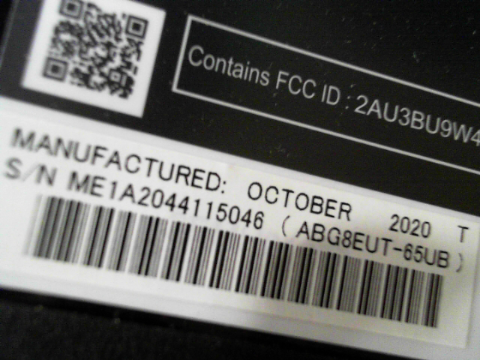 Contains FCC ID : 2AU3BU9W4
MANUFACTURED: OCTOBER 2020 T
S/N ME1A2044115046 (ABG8EUT-65UB)